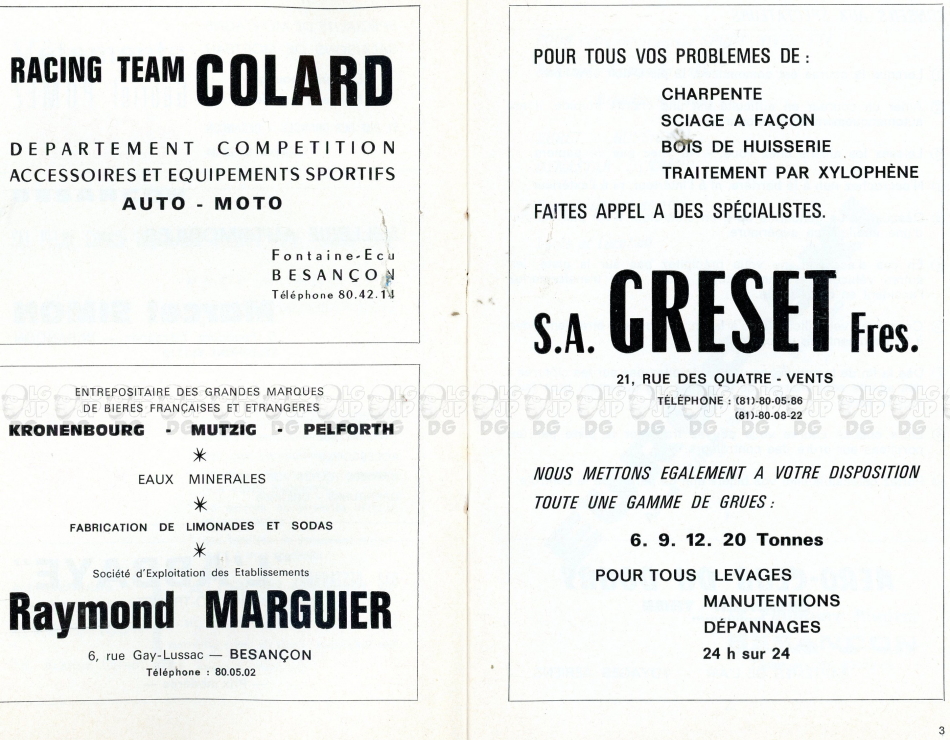 RACING TEAM COLARD
DEPARTEMENT COMPETITION
ACCESSOIRES ET EQUIPEMENTS SPORTIFS
AUTO - MOTO
Fontaine-Ecu
BESANÇON
Téléphone 80.42.14
ENTREPOSITAIRE DES GRANDES MARQUES
DE BIERES FRANÇAISES ET ETRANGERES
KRONENBOURG - MUTZIG - PELFORTH
EAUX MINERALES
FABRICATION DE LIMONADES ET SODAS
Société d'Exploitation des Etablissements
Raymond MARGUIER
6, rue Gay-Lussac — BESANÇON
Téléphone : 80.05.02
POUR TOUS VOS PROBLEMES DE :
CHARPENTE
SCIAGE A FAÇON
BOIS DE HUISSERIE
TRAITEMENT PAR XYLOPHÈNE
FAITES APPEL A DES SPÉCIALISTES.
S.A. GRESET Fres.
21, RUE DES QUATRE - VENTS
TÉLÉPHONE : (81)-80-05-86
(81)-80-08-22
NOUS METTONS EGALEMENT A VOTRE DISPOSITION
TOUTE UNE GAMME DE GRUES :
6. 9. 12. 20 Tonnes
POUR TOUS LEVAGES
MANUTENTIONS
DÉPANNAGES
24 h sur 24
3